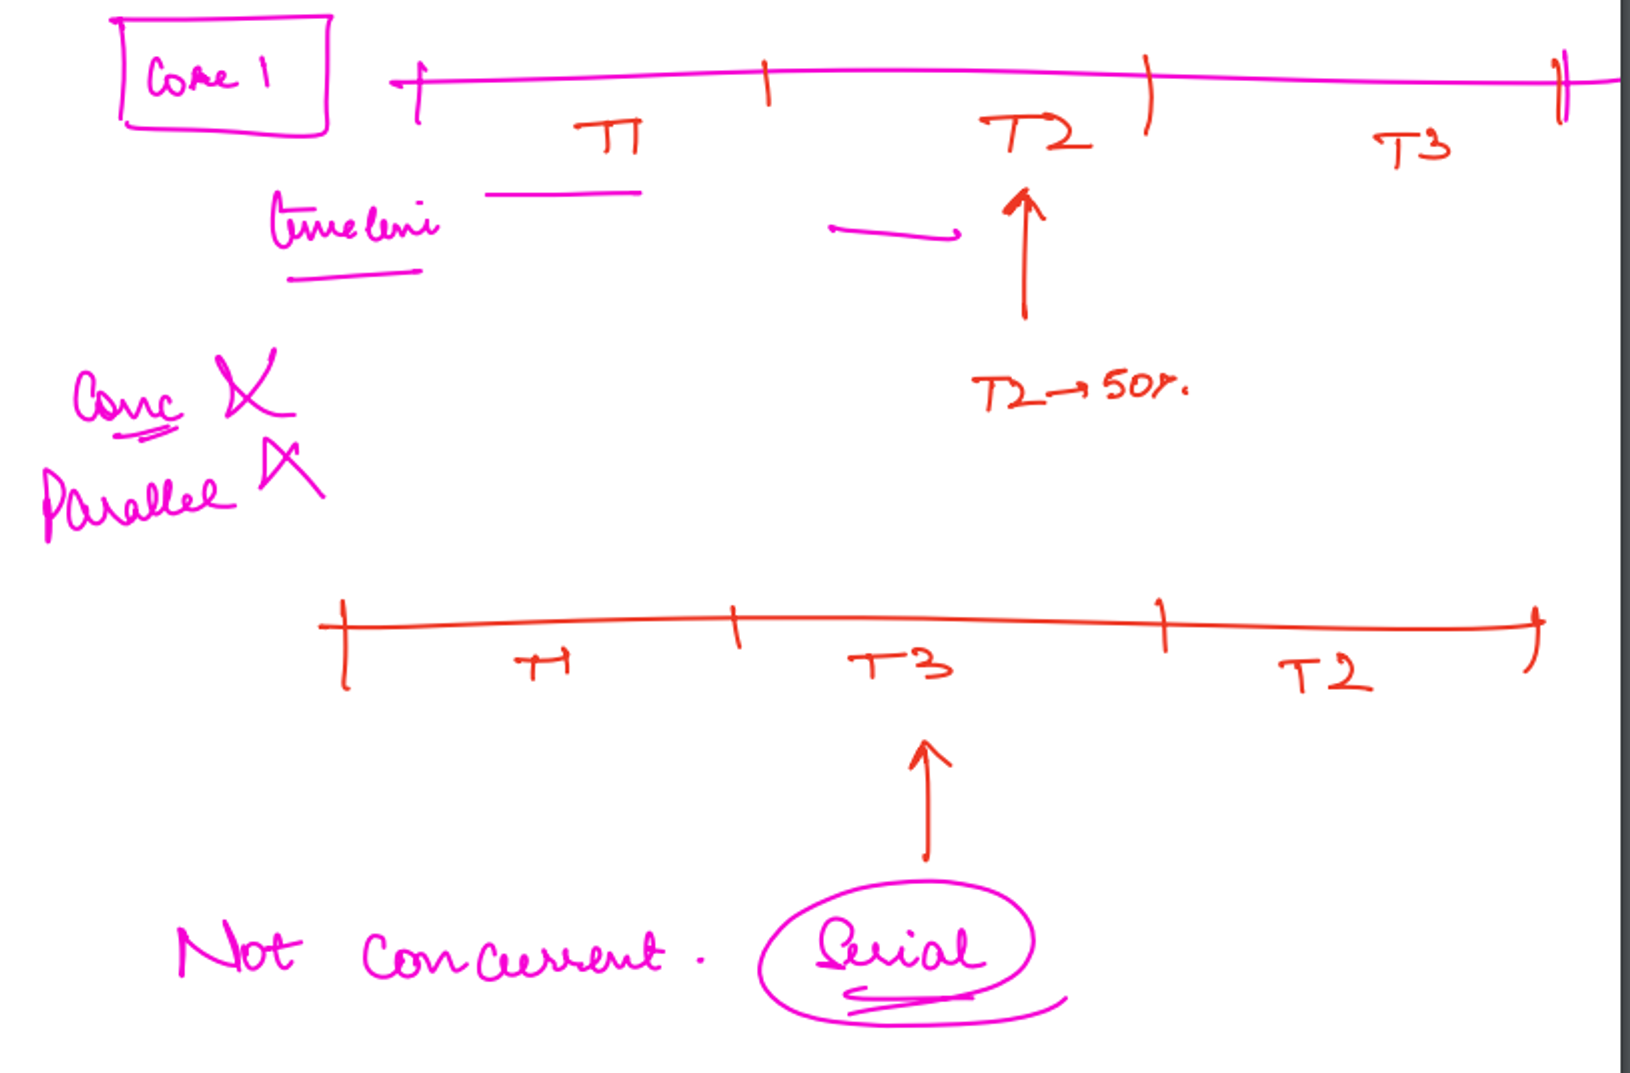 Core 1
T1 T2 T3
timeline
T2 → 50%.
Conc X
Parallel X
T1 T3 T2
Not concurrent. Serial